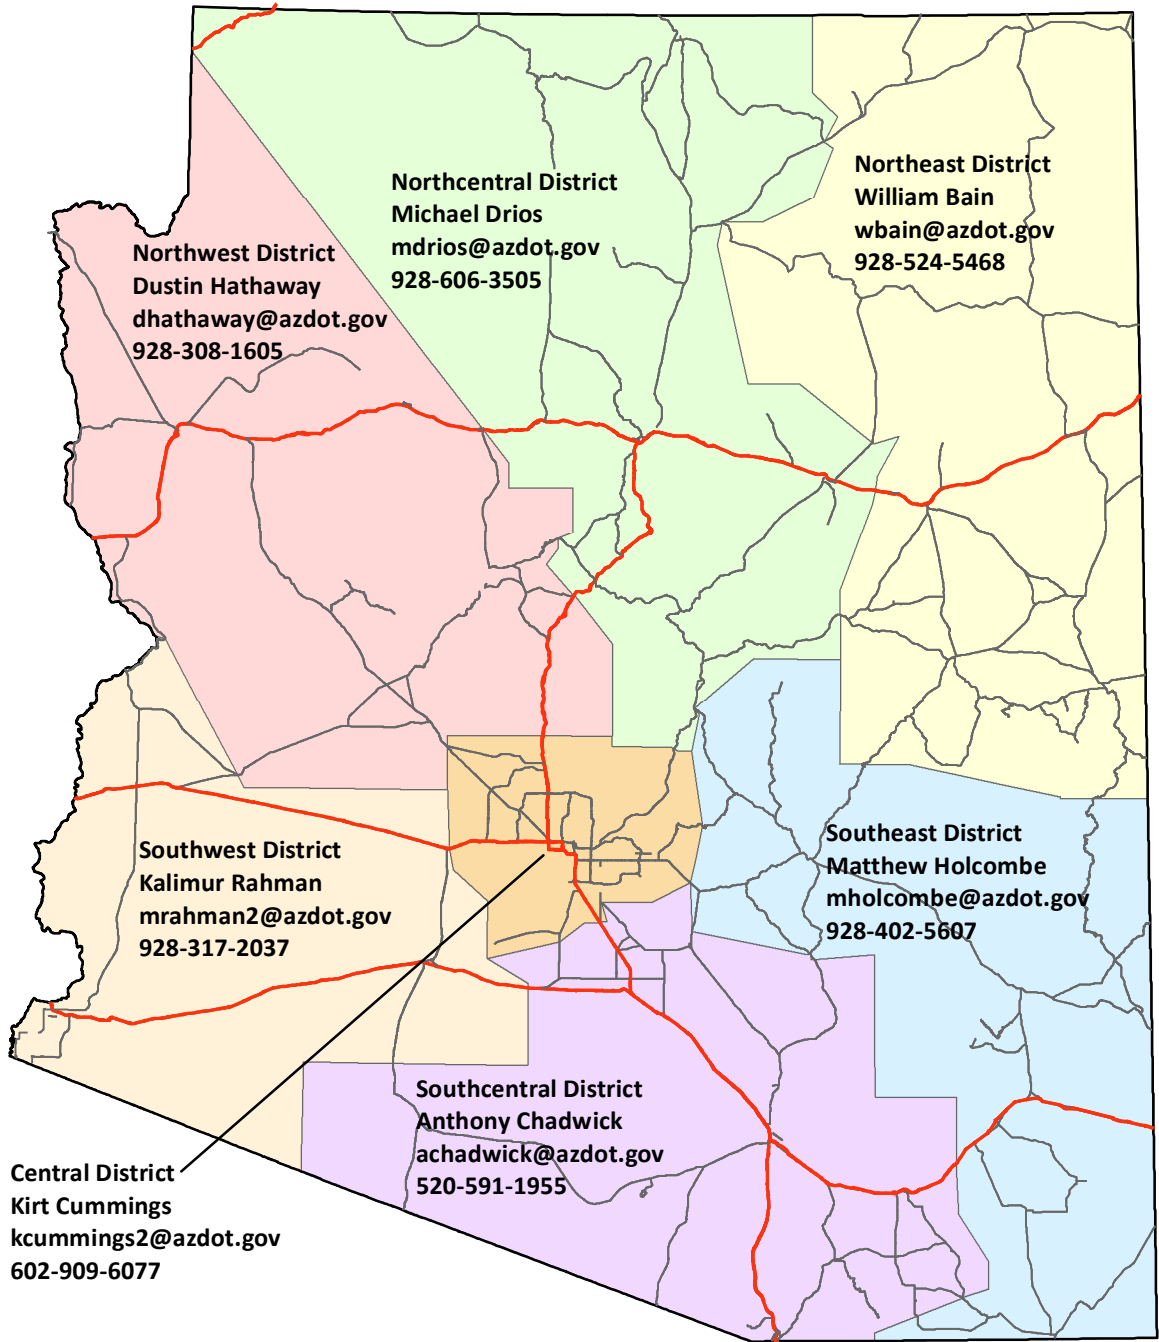 Northcentral District
Michael Drios
mdrios@azdot.gov
928-606-3505
Northeast District
William Bain
wbain@azdot.gov
928-524-5468
Northwest District
Dustin Hathaway
dhathaway@azdot.gov
928-308-1605
Southwest District
Kalimur Rahman
mrahman2@azdot.gov
928-317-2037
Southeast District
Matthew Holcombe
mholcombe@azdot.gov
928-402-5607
Southcentral District
Anthony Chadwick
achadwick@azdot.gov
520-591-1955
Central District
Kirt Cummings
kcummings2@azdot.gov
602-909-6077